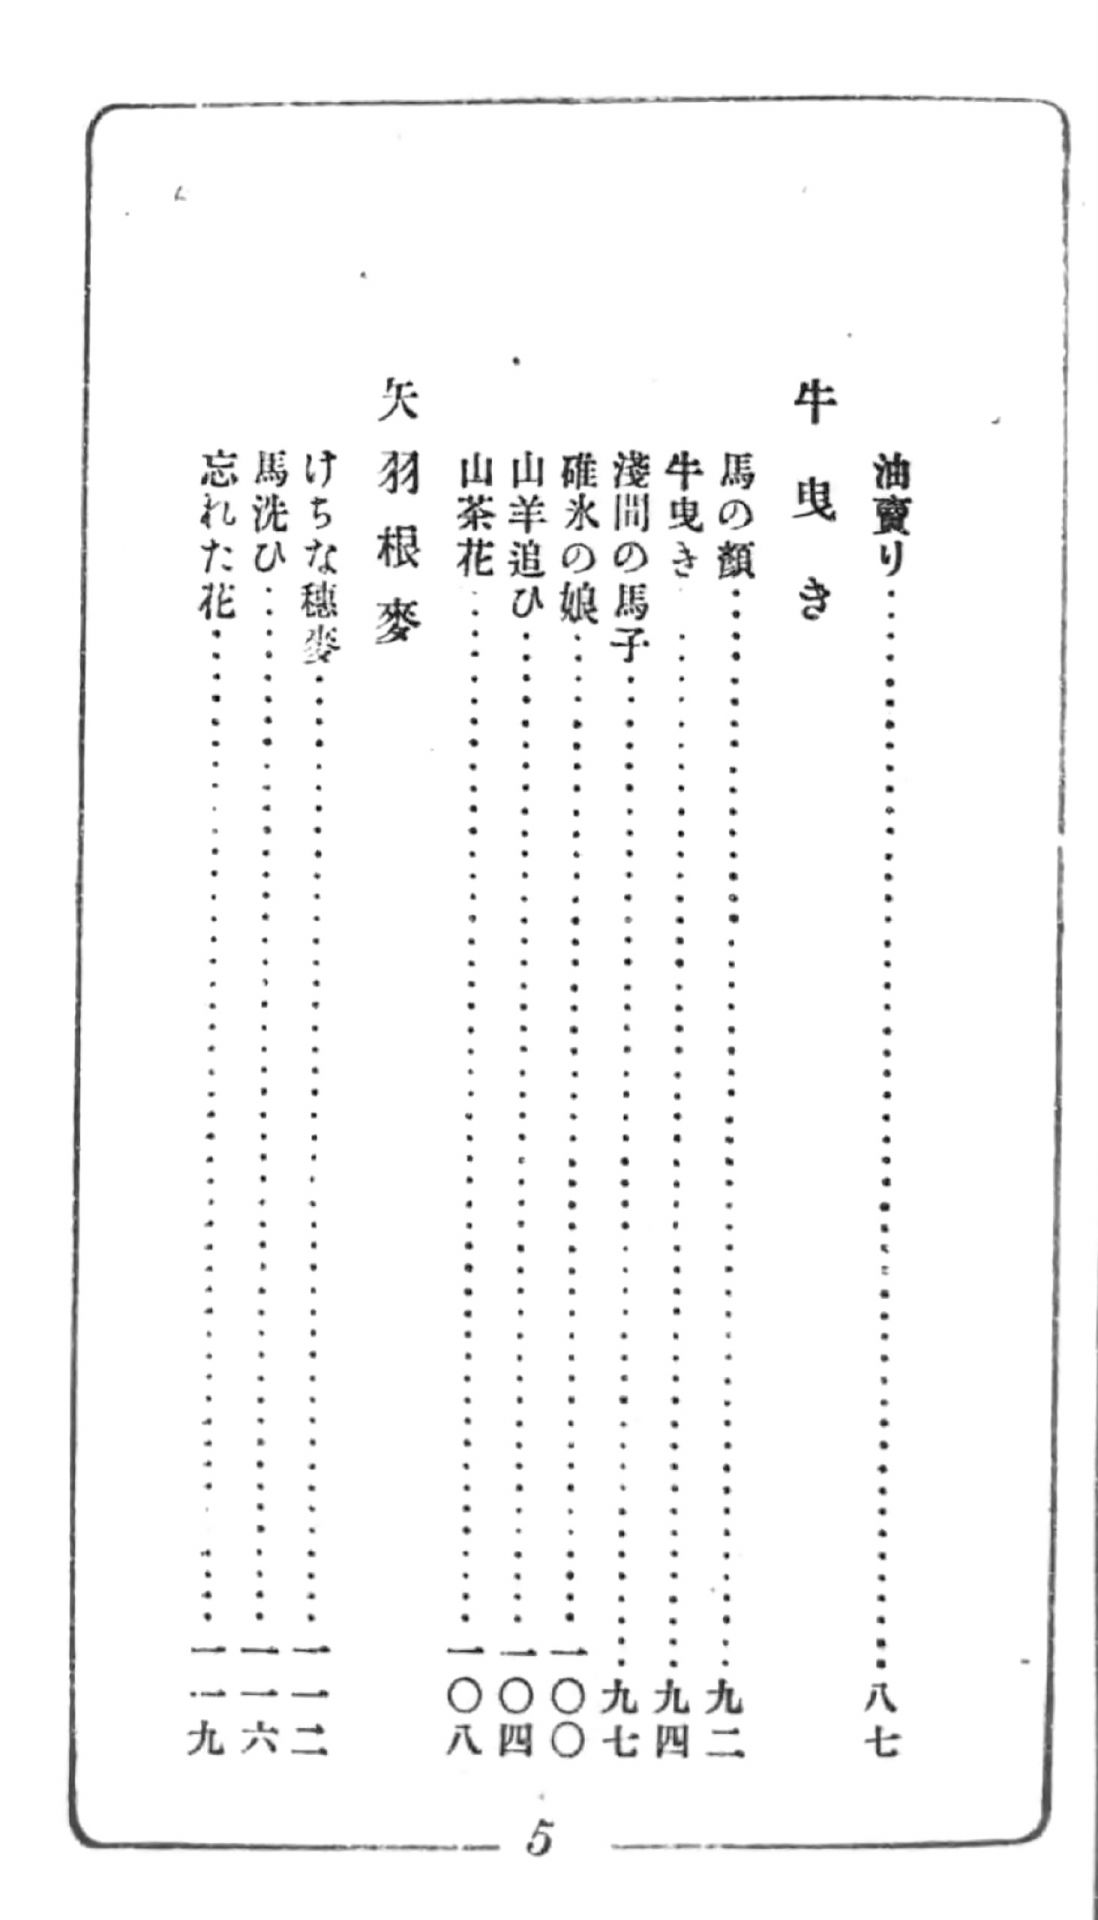 油賣り……八七
牛曳き
馬の顏……九二
牛曳き……九四
淺間の馬子……九七
碓氷の娘……一〇〇
山羊追ひ……一〇四
山茶花……一〇八
矢羽根麥
けちな穗麥……一一二
馬洗ひ……一一六
忘れた花……一一九
5